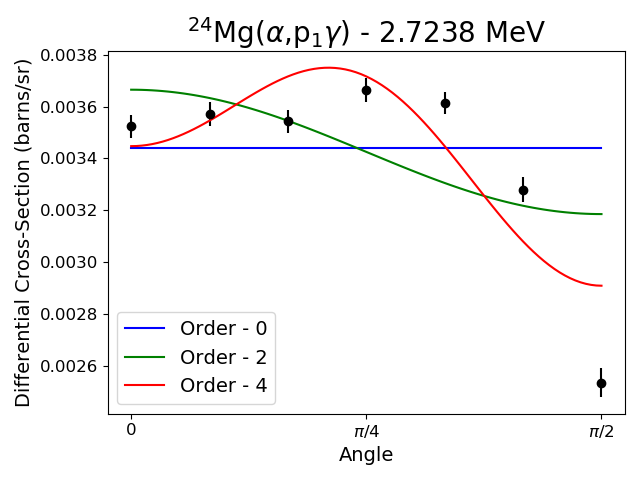 ²⁴Mg(α,p₁γ) - 2.7238 MeV
Differential Cross-Section (barns/sr)
0.0038
0.0036
0.0034
0.0032
0.0030
0.0028
0.0026
Order - 0
Order - 2
Order - 4
0 π/4 π/2
Angle